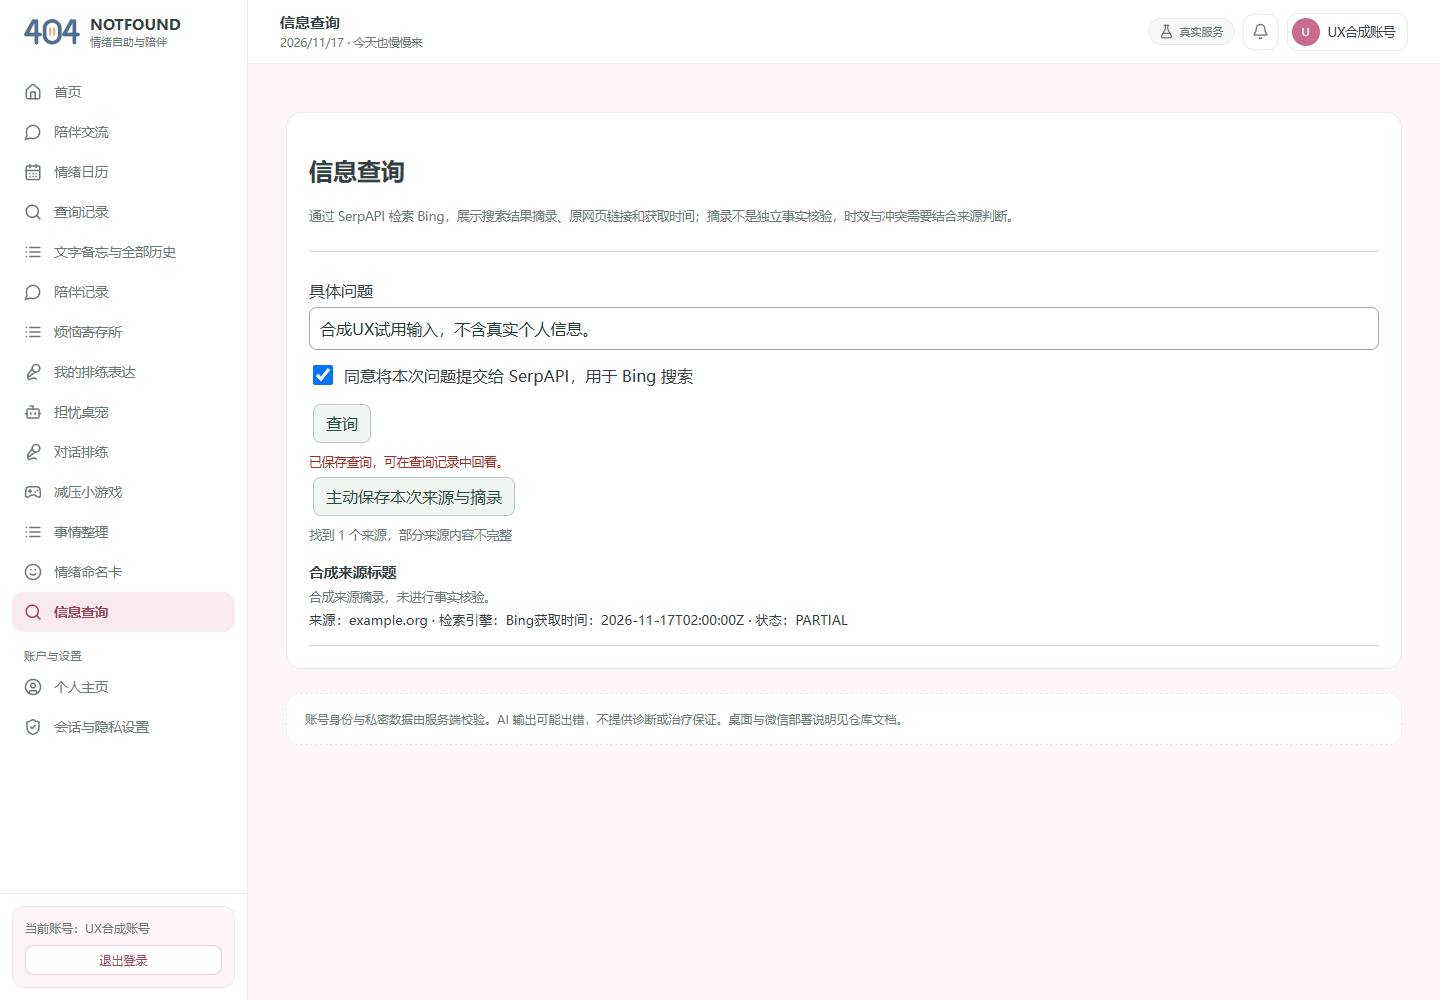 404 NOTFOUND
情绪自助与陪伴
首页
陪伴交流
情绪日历
查询记录
文字备忘与全部历史
陪伴记录
烦恼寄存所
我的排练表达
担忧桌宠
对话排练
减压小游戏
事情整理
情绪命名卡
信息查询
账户与设置
个人主页
会话与隐私设置
当前账号：UX合成账号
退出登录
信息查询
2026/11/17 · 今天也慢慢来
真实服务
U
UX合成账号
信息查询
通过 SerpAPI 检索 Bing，展示搜索结果摘录、原网页链接和获取时间；摘录不是独立事实核验，时效与冲突需要结合来源判断。
具体问题
合成UX试用输入，不含真实个人信息。
同意将本次问题提交给 SerpAPI，用于 Bing 搜索
查询
已保存查询，可在查询记录中回看。
主动保存本次来源与摘录
找到 1 个来源，部分来源内容不完整
合成来源标题
合成来源摘录，未进行事实核验。
来源：example.org · 检索引擎：Bing获取时间：2026-11-17T02:00:00Z · 状态：PARTIAL
账号身份与私密数据由服务端校验。AI 输出可能出错，不提供诊断或治疗保证。桌面与微信部署说明见仓库文档。